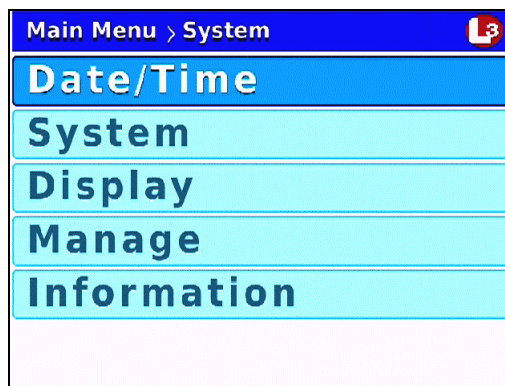 Main Menu > System L3
Date/Time
System
Display
Manage
Information